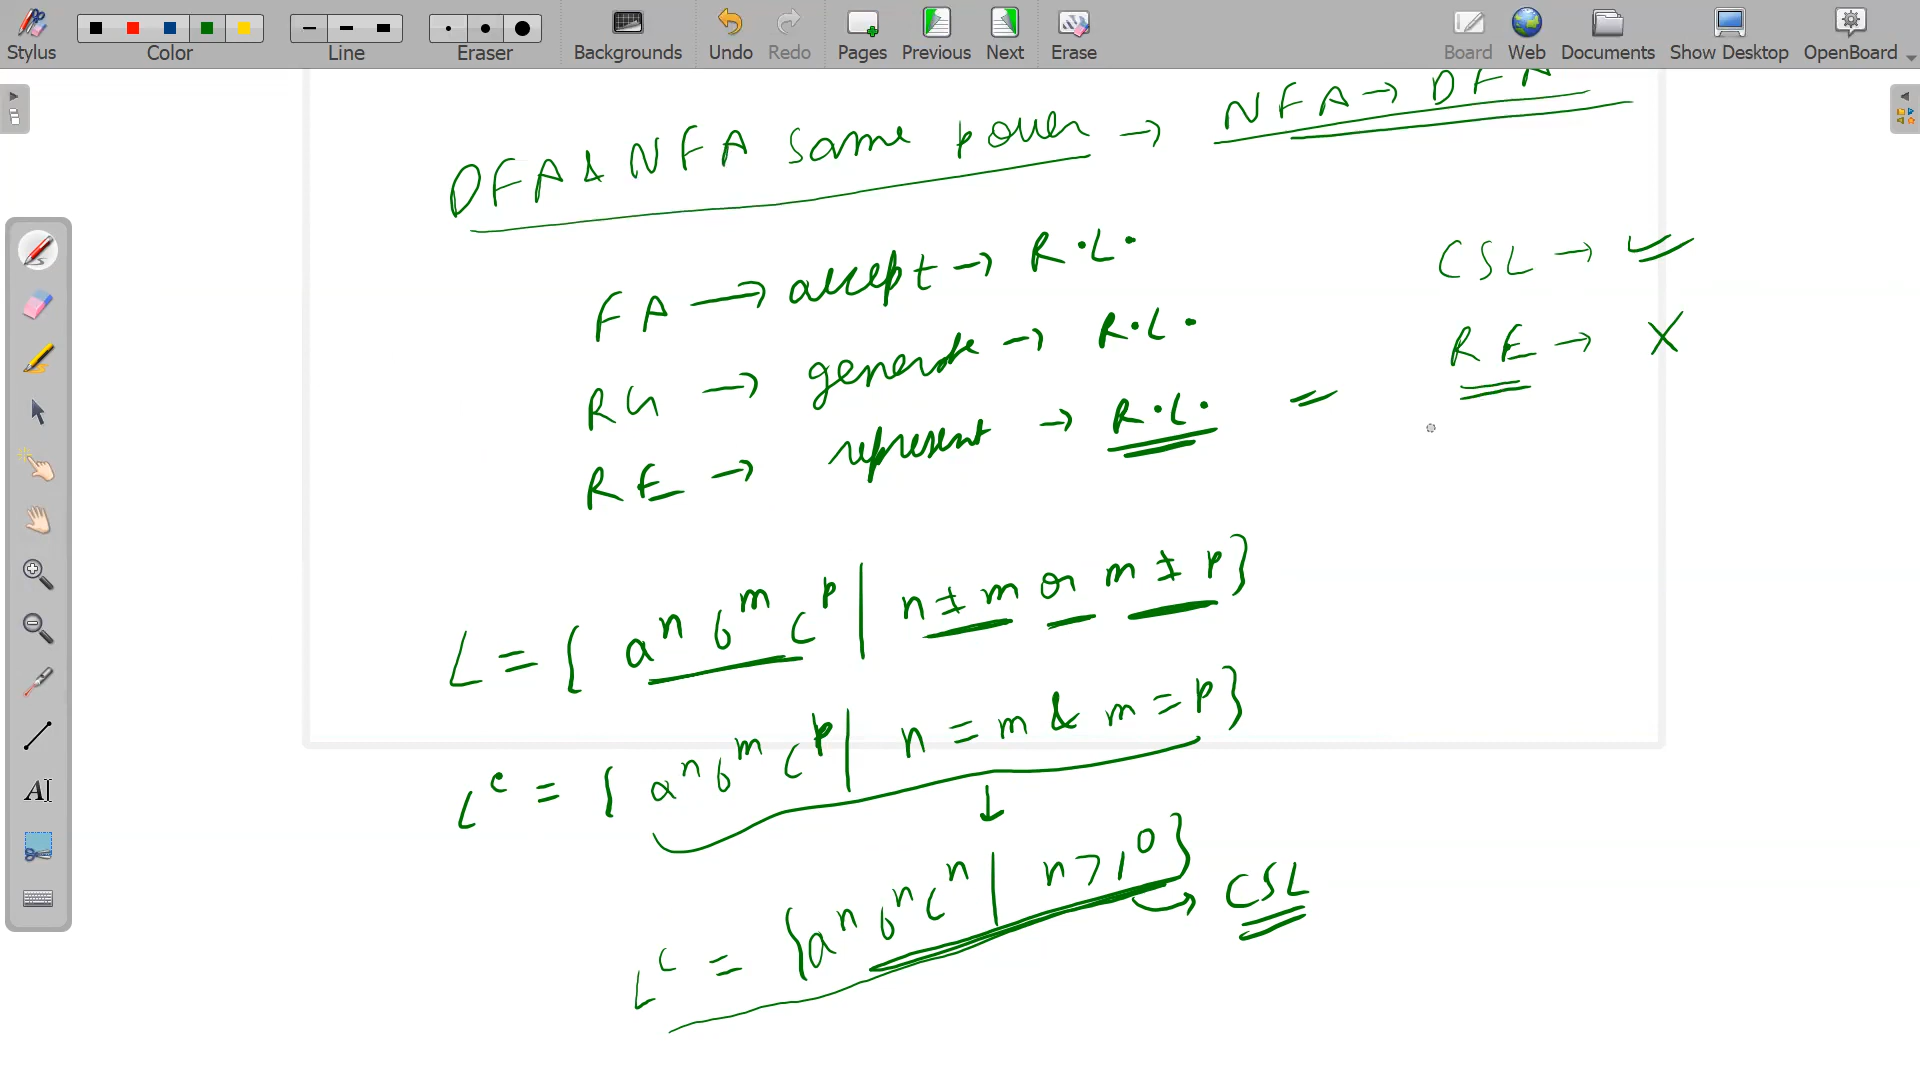 Stylus Color Line Eraser Backgrounds Undo Redo Pages Previous Next Erase Board Web Documents Show Desktop OpenBoard
DFA & NFA same power → NFA → DFA
FA → accept → R.L.
CSL → ✓
RG → generate → R.L.
RE → X
RE → represent → R.L. =
L = { aⁿ bᵐ cᵖ | n ≠ m or m ≠ p }
Lᶜ = { aⁿ bᵐ cᵖ | n = m & m = p }
↓
Lᶜ = { aⁿ bⁿ cⁿ | n > 10 } → CSL